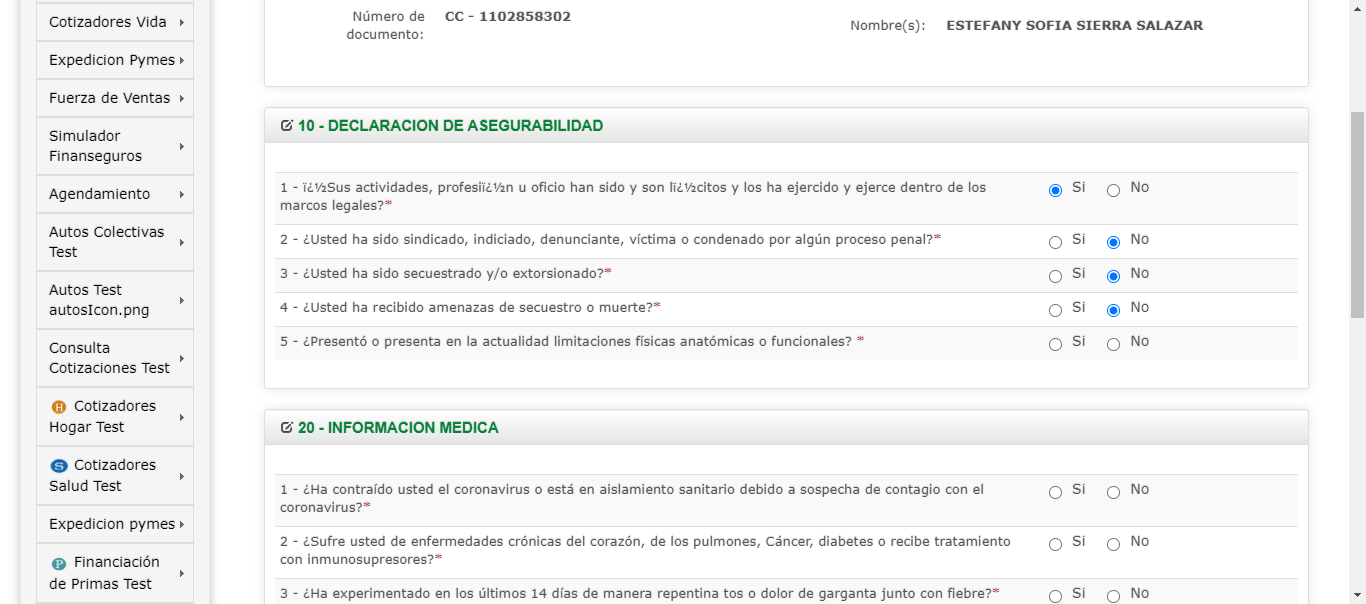 Cotizadores Vida
Expedicion Pymes
Fuerza de Ventas
Simulador
Finanseguros
Agendamiento
Autos Colectivas
Test
Autos Test
autosIcon.png
Consulta
Cotizaciones Test
H Cotizadores
Hogar Test
S Cotizadores
Salud Test
Expedicion pymes
P Financiación
de Primas Test
Número de documento: CC - 1102858302
Nombre(s): ESTEFANY SOFIA SIERRA SALAZAR
10 - DECLARACION DE ASEGURABILIDAD
1 - ï¿½Sus actividades, profesiï¿½n u oficio han sido y son lï¿½citos y los ha ejercido y ejerce dentro de los
marcos legales?*
Si No
2 - ¿Usted ha sido sindicado, indiciado, denunciante, víctima o condenado por algún proceso penal?* Si No
3 - ¿Usted ha sido secuestrado y/o extorsionado?* Si No
4 - ¿Usted ha recibido amenazas de secuestro o muerte?* Si No
5 - ¿Presentó o presenta en la actualidad limitaciones físicas anatómicas o funcionales? * Si No
20 - INFORMACION MEDICA
1 - ¿Ha contraído usted el coronavirus o está en aislamiento sanitario debido a sospecha de contagio con el
coronavirus?*
Si No
2 - ¿Sufre usted de enfermedades crónicas del corazón, de los pulmones, Cáncer, diabetes o recibe tratamiento
con inmunosupresores?*
Si No
3 - ¿Ha experimentado en los últimos 14 días de manera repentina tos o dolor de garganta junto con fiebre?* Si No